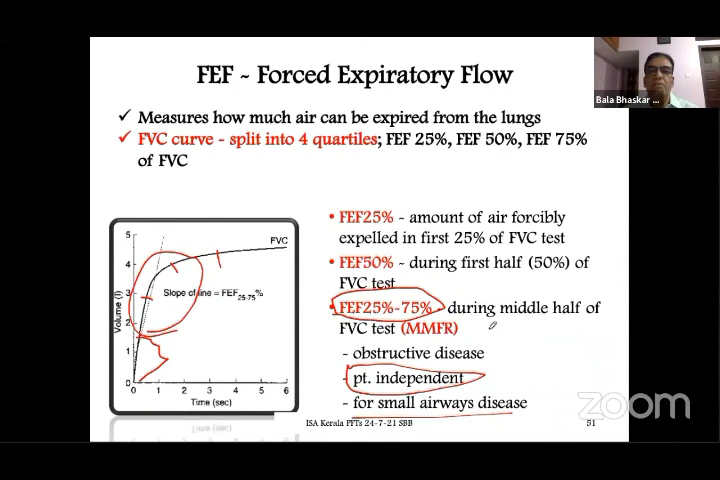 FEF - Forced Expiratory Flow
Bala Bhaskar ...
✓ Measures how much air can be expired from the lungs
✓ FVC curve - split into 4 quartiles; FEF 25%, FEF 50%, FEF 75%
of FVC
• FEF25% - amount of air forcibly
expelled in first 25% of FVC test
• FEF50% - during first half (50%) of
FVC test
• FEF25%-75% - during middle half of
FVC test (MMFR)
- obstructive disease
- pt. independent
- for small airways disease
5
4
3
2
1
0
Volume (l)
FVC
Slope of line = FEF25-75%
0 1 2 3 4 5 6
Time (sec)
zoom
ISA Kerala PFTs 24-7-21 SBB
51